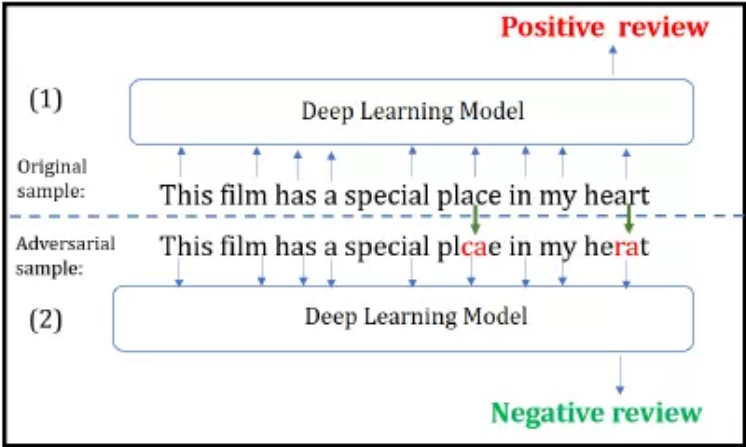 Positive review
(1)
Deep Learning Model
Original
sample:
This film has a special place in my heart
Adversarial
sample:
This film has a special plcae in my herat
(2)
Deep Learning Model
Negative review